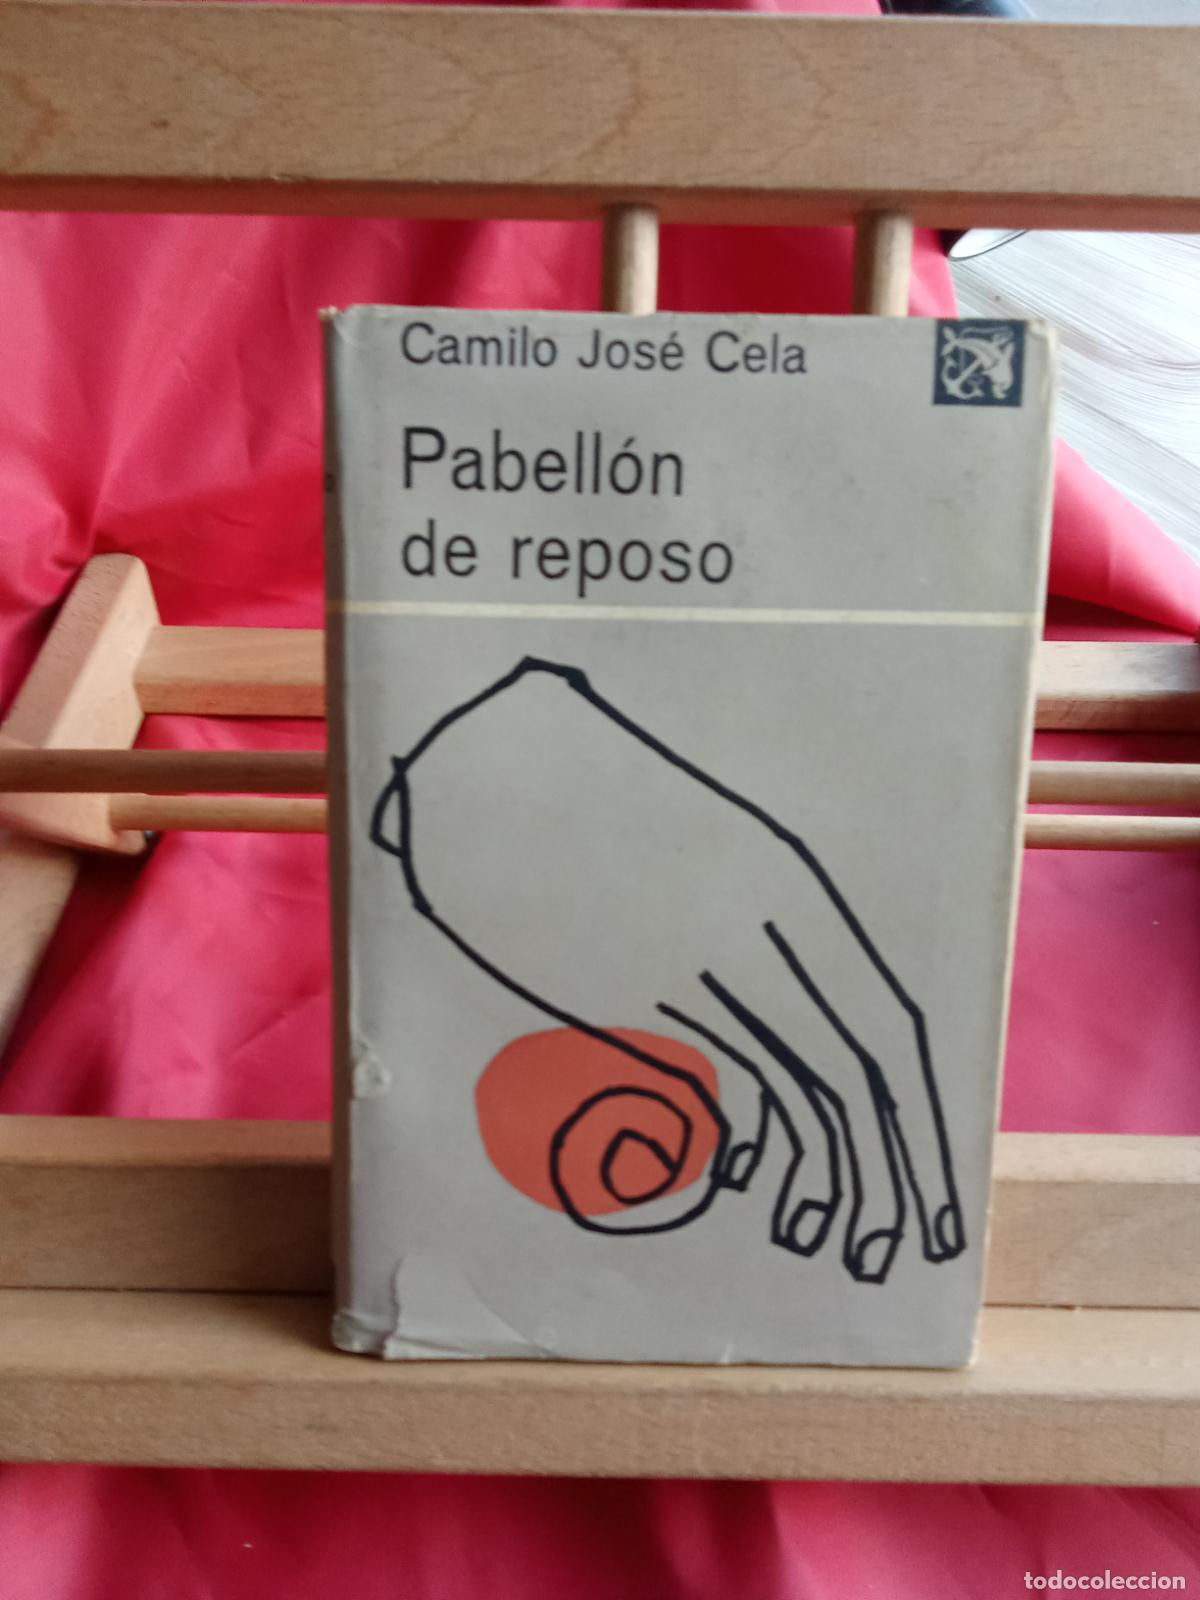 Camilo José Cela
Pabellón
de reposo
todocoleccion